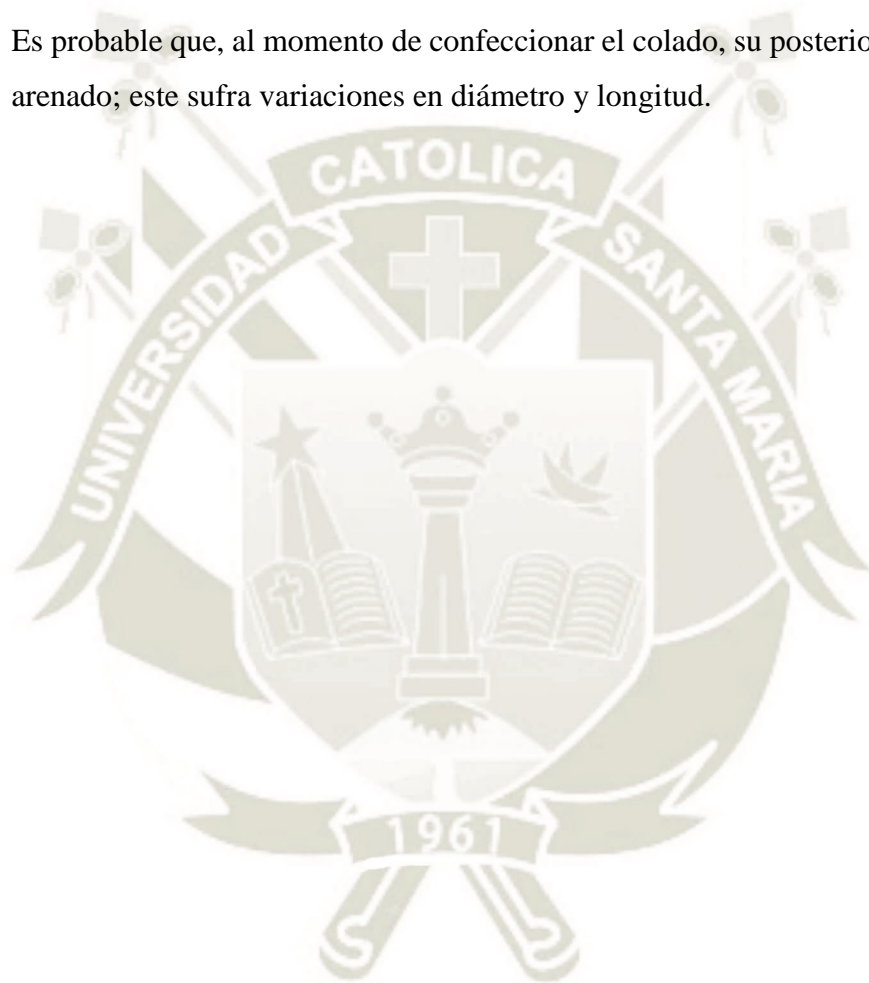 Es probable que, al momento de confeccionar el colado, su posterio
arenado; este sufra variaciones en diámetro y longitud.
CATOLICA
UNIVERSIDAD
SANTA MARIA
1961